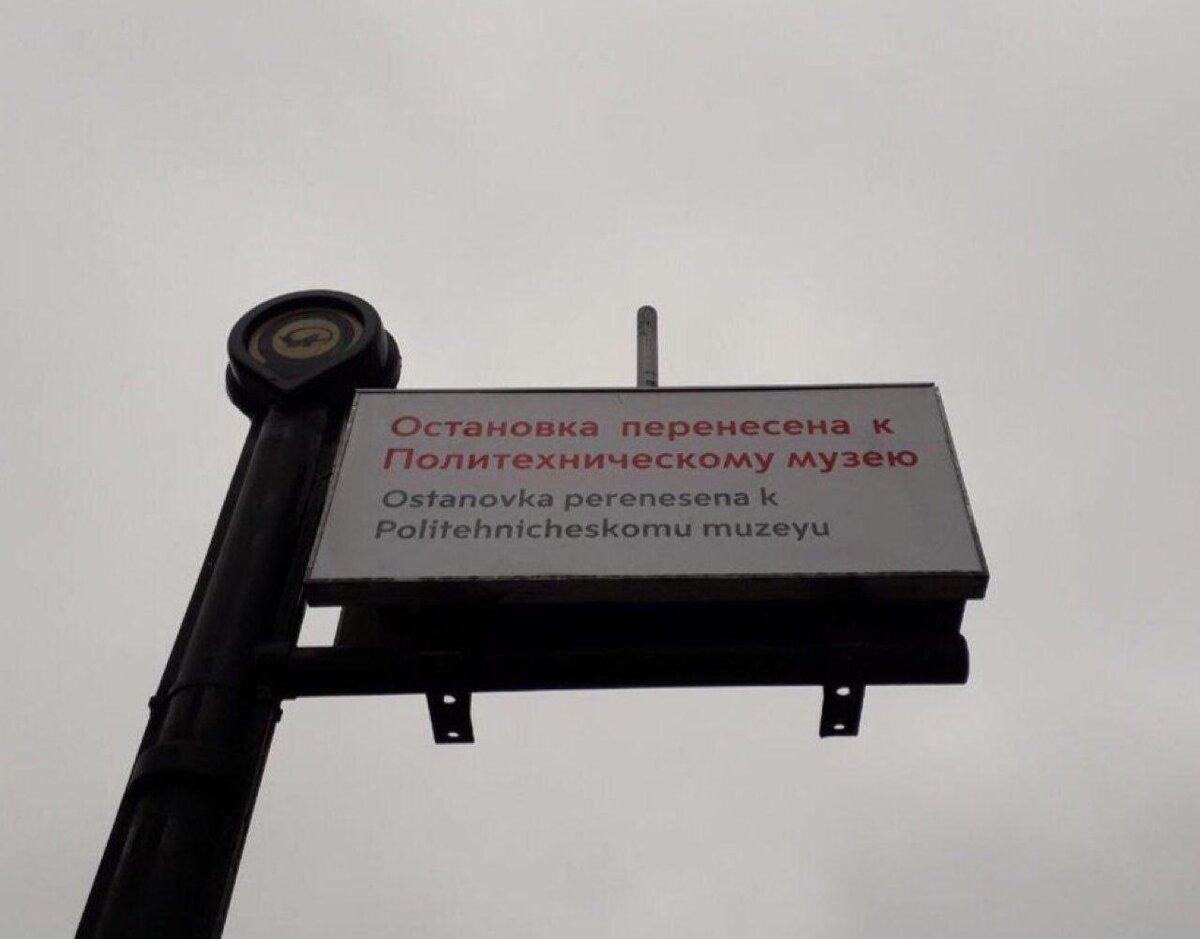 Остановка перенесена к
Политехническому музею
Ostanovka perenesena k
Politehnicheskomu muzeyu